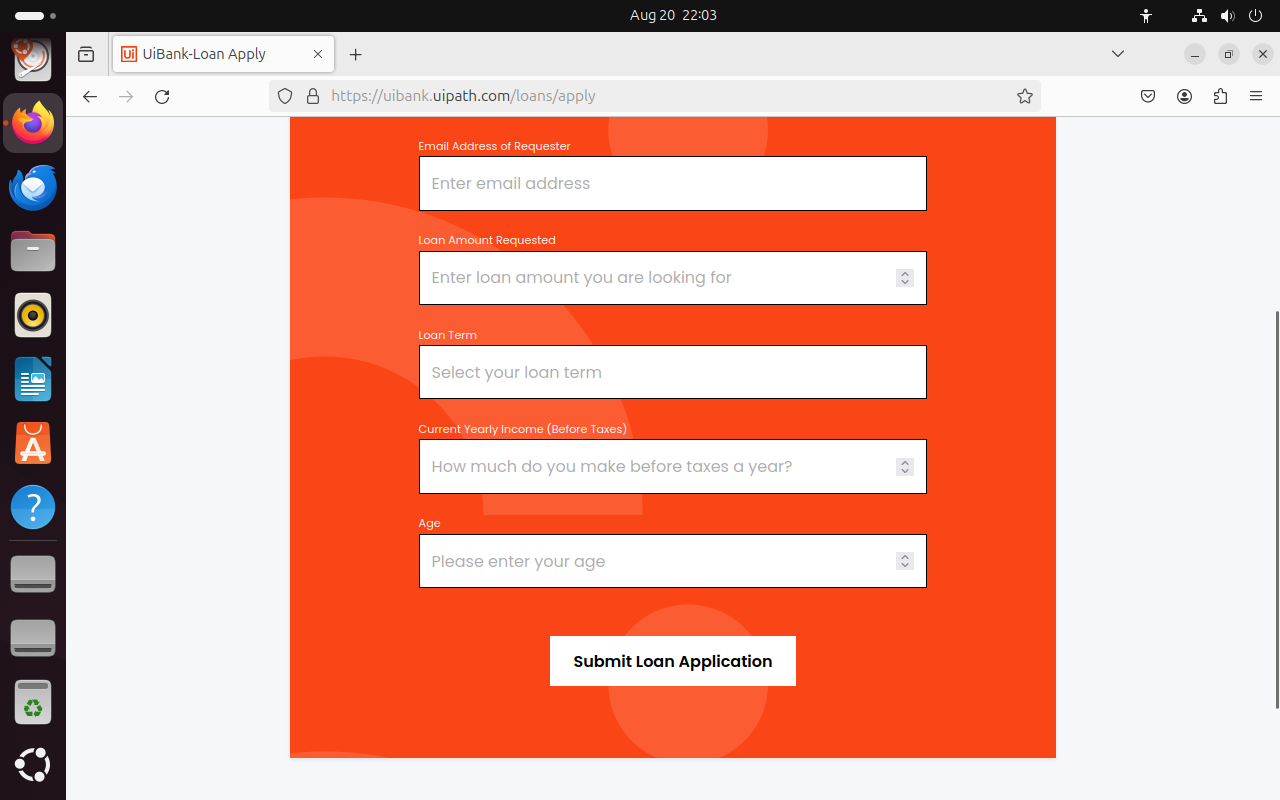 Aug 20 22:03
UiBank-Loan Apply
https://uibank.uipath.com/loans/apply
Email Address of Requester
Enter email address
Loan Amount Requested
Enter loan amount you are looking for
Loan Term
Select your loan term
Current Yearly Income (Before Taxes)
How much do you make before taxes a year?
Age
Please enter your age
Submit Loan Application